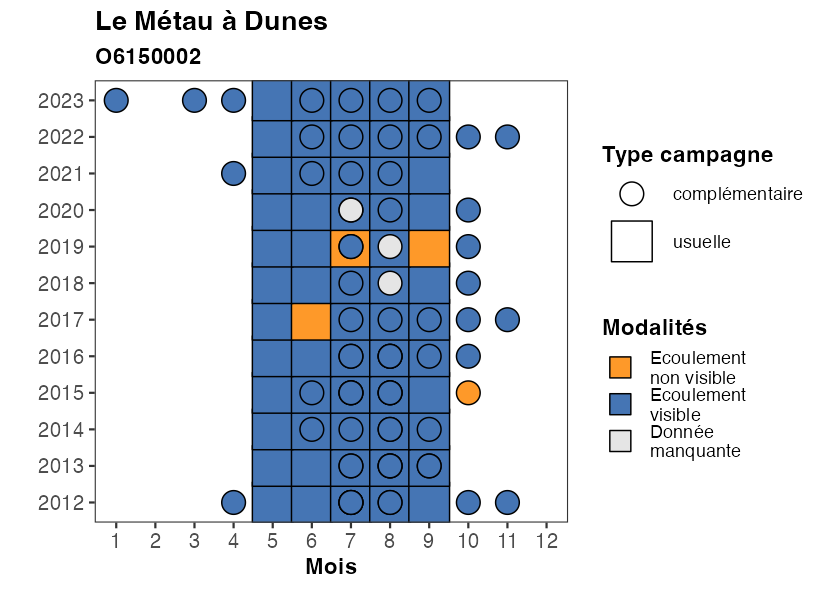 Le Métau à Dunes
O6150002
2023
2022
2021
2020
2019
2018
2017
2016
2015
2014
2013
2012
1 2 3 4 5 6 7 8 9 10 11 12
Mois
Type campagne
complémentaire
usuelle
Modalités
Ecoulement
non visible
Ecoulement
visible
Donnée
manquante